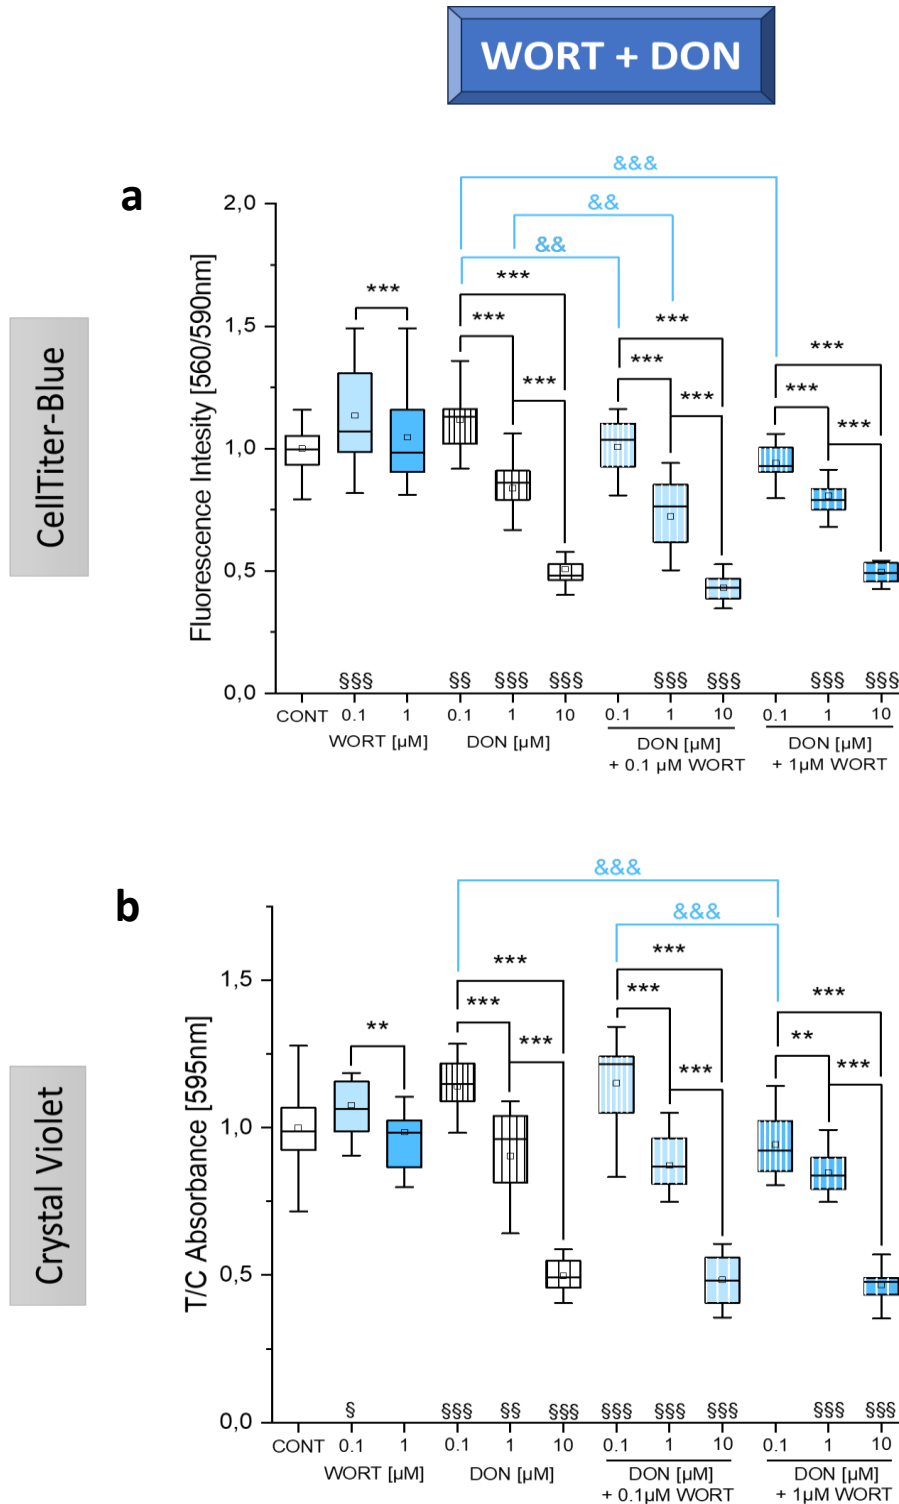 WORT + DON
a
CellTiter-Blue
Fluorescence Intesity [560/590nm]
&&&
&&
&&
2,0
1,5
1,0
0,5
0,0
*** *** *** *** *** *** *** *** *** ***
§§§ §§ §§§ §§§ §§§ §§§ §§§ §§§
CONT 0.1 1 0.1 1 10 0.1 1 10 0.1 1 10
WORT [µM] DON [µM] DON [µM] DON [µM]
+ 0.1 µM WORT + 1µM WORT
b
Crystal Violet
T/C Absorbance [595nm]
&&&
&&&
1,5
1,0
0,5
0,0
** *** *** *** *** *** *** *** ** ***
§ §§§ §§ §§§ §§§ §§§ §§§ §§§ §§§
CONT 0.1 1 0.1 1 10 0.1 1 10 0.1 1 10
WORT [µM] DON [µM] DON [µM] DON [µM]
+ 0.1µM WORT + 1µM WORT